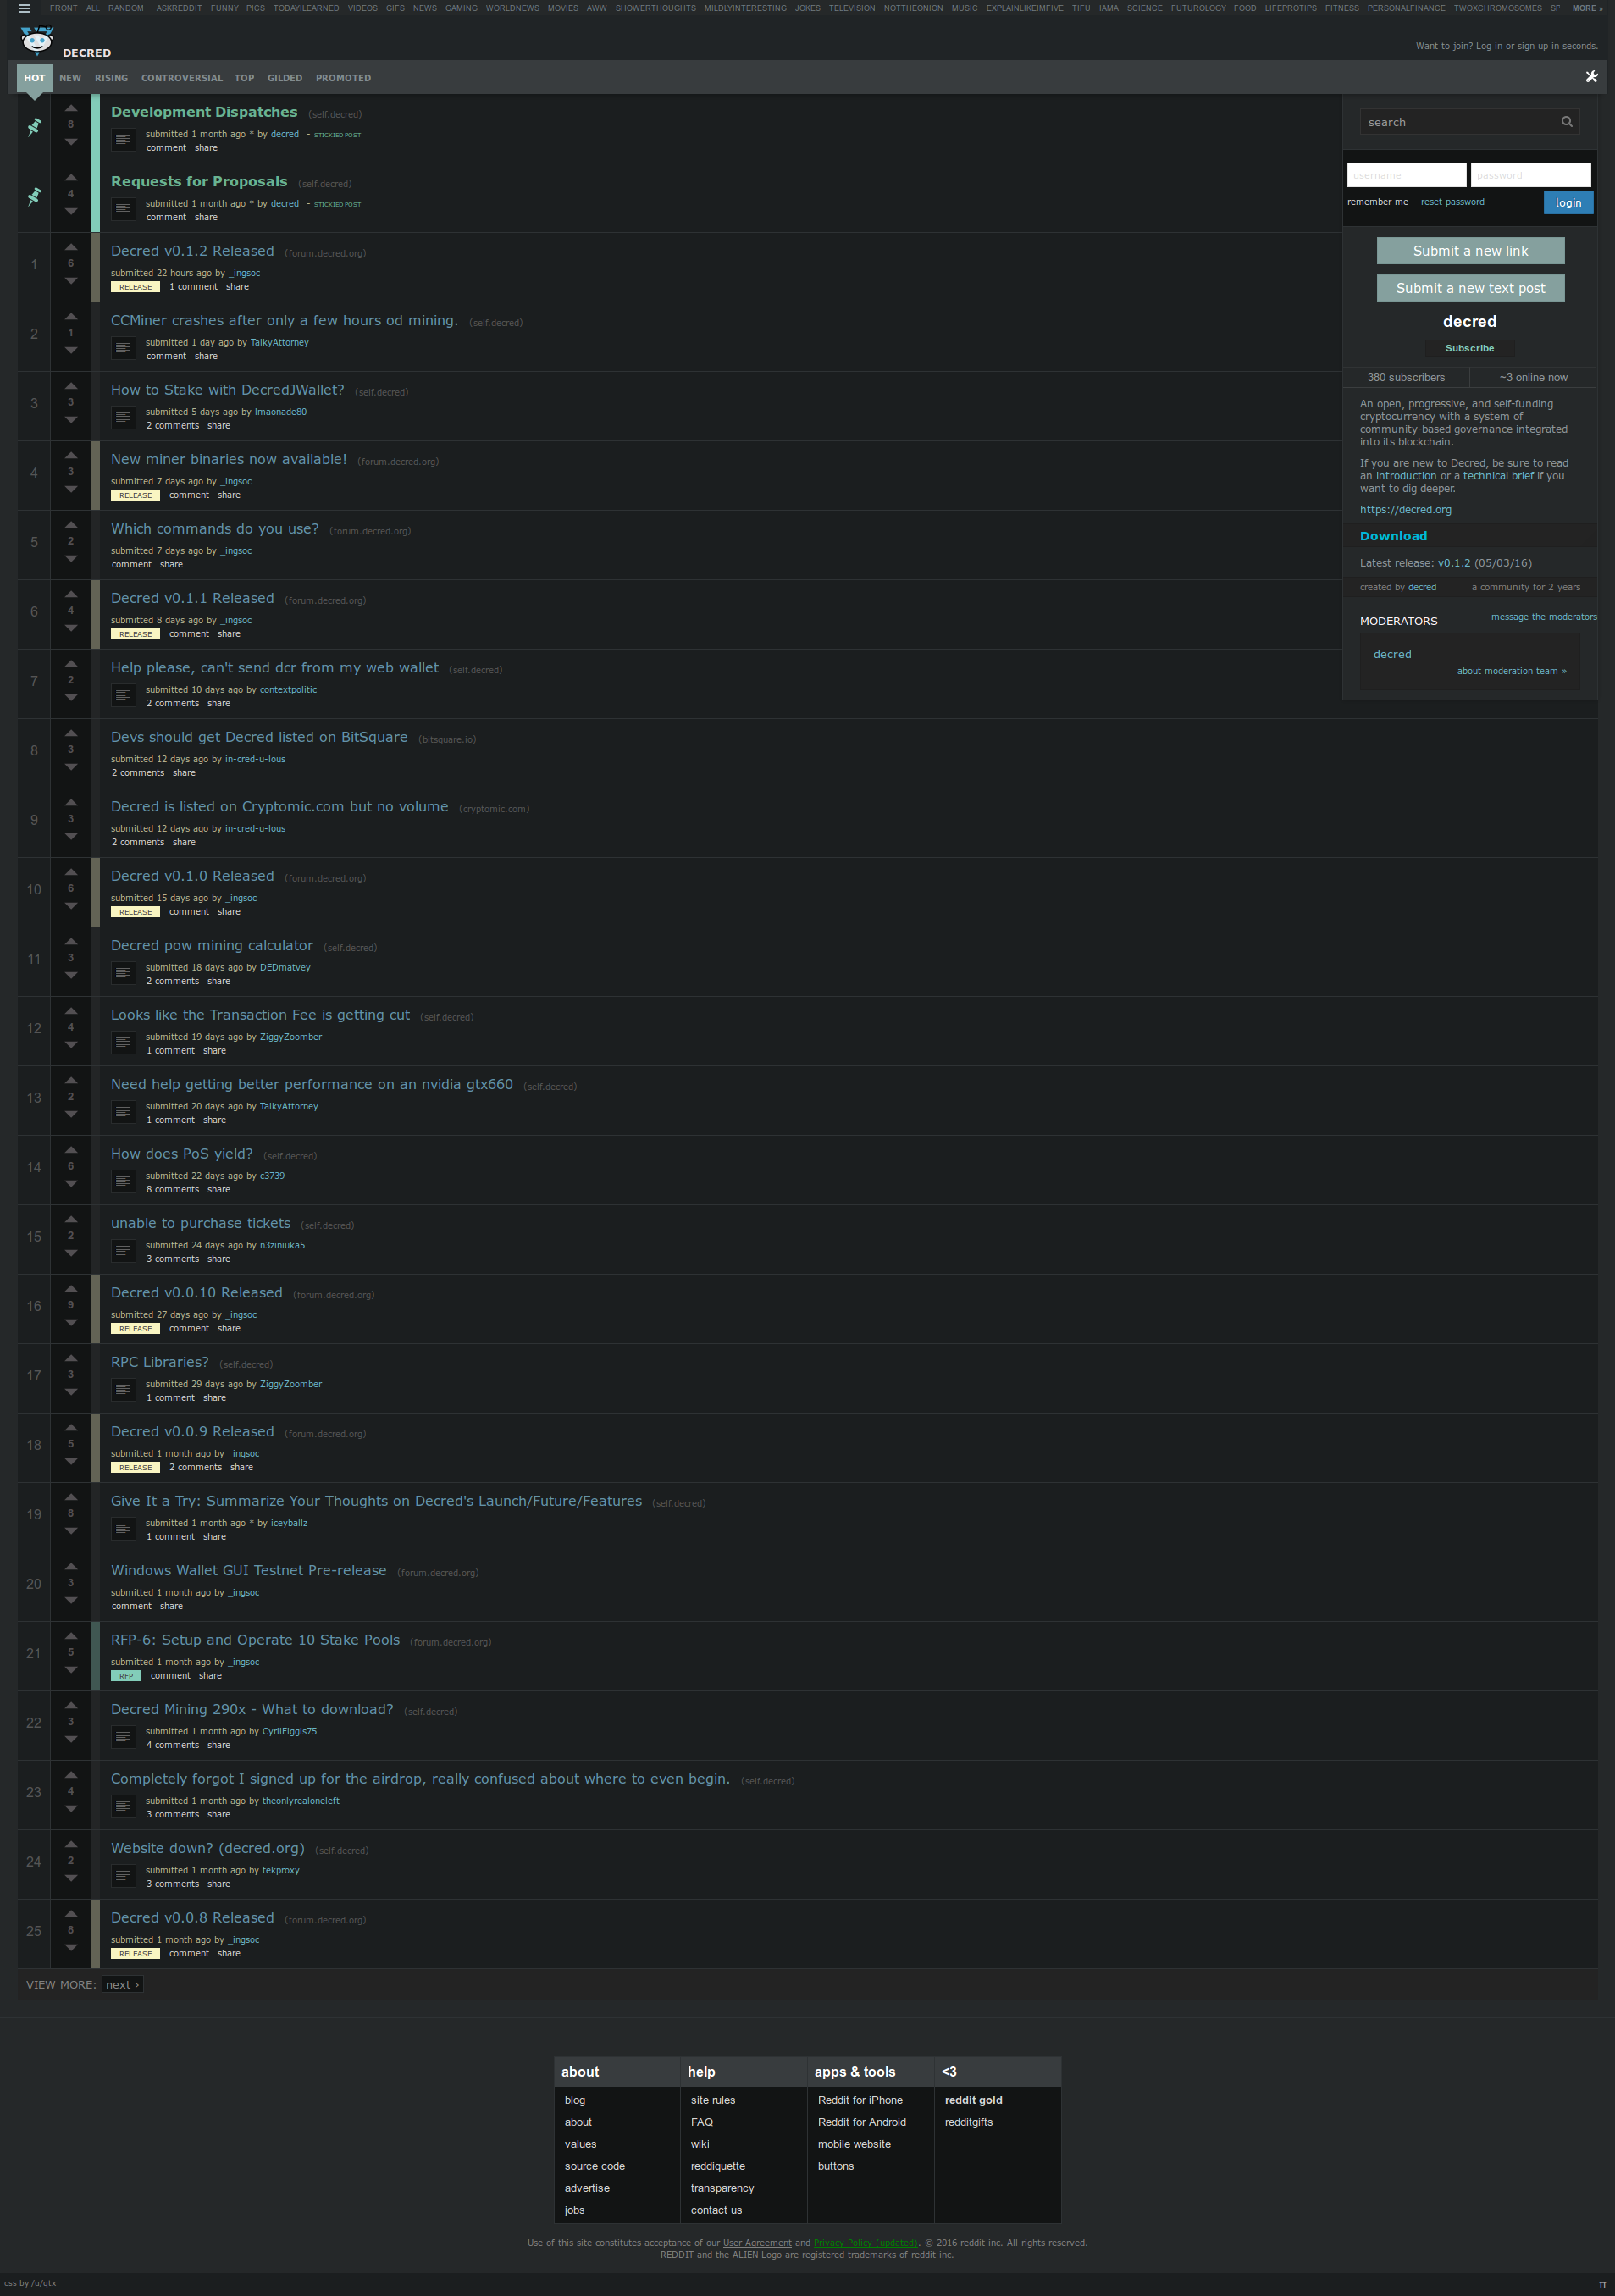 FRONT ALL RANDOM ASKREDDIT FUNNY PICS TODAYILEARNED VIDEOS GIFS NEWS GAMING WORLDNEWS MOVIES AWW SHOWERTHOUGHTS MILDLYINTERESTING JOKES TELEVISION NOTTHEONION MUSIC EXPLAINLIKEIMFIVE TIFU IAMA SCIENCE FUTUROLOGY FOOD LIFEPROTIPS FITNESS PERSONALFINANCE TWOXCHROMOSOMES SP MORE »
DECRED
Want to join? Log in or sign up in seconds.
HOT NEW RISING CONTROVERSIAL TOP GILDED PROMOTED
8
Development Dispatches (self.decred)
submitted 1 month ago * by decred - STICKIED POST
comment share
4
Requests for Proposals (self.decred)
submitted 1 month ago * by decred - STICKIED POST
comment share
1
6
Decred v0.1.2 Released (forum.decred.org)
submitted 22 hours ago by _ingsoc
RELEASE 1 comment share
2
1
CCMiner crashes after only a few hours od mining. (self.decred)
submitted 1 day ago by TalkyAttorney
comment share
3
3
How to Stake with DecredJWallet? (self.decred)
submitted 5 days ago by lmaonade80
2 comments share
4
3
New miner binaries now available! (forum.decred.org)
submitted 7 days ago by _ingsoc
RELEASE comment share
5
2
Which commands do you use? (forum.decred.org)
submitted 7 days ago by _ingsoc
comment share
6
4
Decred v0.1.1 Released (forum.decred.org)
submitted 8 days ago by _ingsoc
RELEASE comment share
7
2
Help please, can't send dcr from my web wallet (self.decred)
submitted 10 days ago by contextpolitic
2 comments share
8
3
Devs should get Decred listed on BitSquare (bitsquare.io)
submitted 12 days ago by in-cred-u-lous
2 comments share
9
3
Decred is listed on Cryptomic.com but no volume (cryptomic.com)
submitted 12 days ago by in-cred-u-lous
2 comments share
10
6
Decred v0.1.0 Released (forum.decred.org)
submitted 15 days ago by _ingsoc
RELEASE comment share
11
3
Decred pow mining calculator (self.decred)
submitted 18 days ago by DEDmatvey
2 comments share
12
4
Looks like the Transaction Fee is getting cut (self.decred)
submitted 19 days ago by ZiggyZoomber
1 comment share
13
2
Need help getting better performance on an nvidia gtx660 (self.decred)
submitted 20 days ago by TalkyAttorney
1 comment share
14
6
How does PoS yield? (self.decred)
submitted 22 days ago by c3739
8 comments share
15
2
unable to purchase tickets (self.decred)
submitted 24 days ago by n3ziniuka5
3 comments share
16
9
Decred v0.0.10 Released (forum.decred.org)
submitted 27 days ago by _ingsoc
RELEASE comment share
17
3
RPC Libraries? (self.decred)
submitted 29 days ago by ZiggyZoomber
1 comment share
18
5
Decred v0.0.9 Released (forum.decred.org)
submitted 1 month ago by _ingsoc
RELEASE 2 comments share
19
8
Give It a Try: Summarize Your Thoughts on Decred's Launch/Future/Features (self.decred)
submitted 1 month ago * by iceyballz
1 comment share
20
3
Windows Wallet GUI Testnet Pre-release (forum.decred.org)
submitted 1 month ago by _ingsoc
comment share
21
5
RFP-6: Setup and Operate 10 Stake Pools (forum.decred.org)
submitted 1 month ago by _ingsoc
RFP comment share
22
3
Decred Mining 290x - What to download? (self.decred)
submitted 1 month ago by CyrilFiggis75
4 comments share
23
4
Completely forgot I signed up for the airdrop, really confused about where to even begin. (self.decred)
submitted 1 month ago by theonlyrealoneleft
3 comments share
24
2
Website down? (decred.org) (self.decred)
submitted 1 month ago by tekproxy
3 comments share
25
8
Decred v0.0.8 Released (forum.decred.org)
submitted 1 month ago by _ingsoc
RELEASE comment share
VIEW MORE: next ›
search
username password
remember me reset password login
Submit a new link
Submit a new text post
decred
Subscribe
380 subscribers ~3 online now
An open, progressive, and self-funding
cryptocurrency with a system of
community-based governance integrated
into its blockchain.
If you are new to Decred, be sure to read
an introduction or a technical brief if you
want to dig deeper.
https://decred.org
Download
Latest release: v0.1.2 (05/03/16)
created by decred a community for 2 years
MODERATORS message the moderators
decred
about moderation team »
about help apps & tools <3
blog site rules Reddit for iPhone reddit gold
about FAQ Reddit for Android redditgifts
values wiki mobile website
source code reddiquette buttons
advertise transparency
jobs contact us
Use of this site constitutes acceptance of our User Agreement and Privacy Policy (updated). © 2016 reddit inc. All rights reserved.
REDDIT and the ALIEN Logo are registered trademarks of reddit inc.
css by /u/qtx π